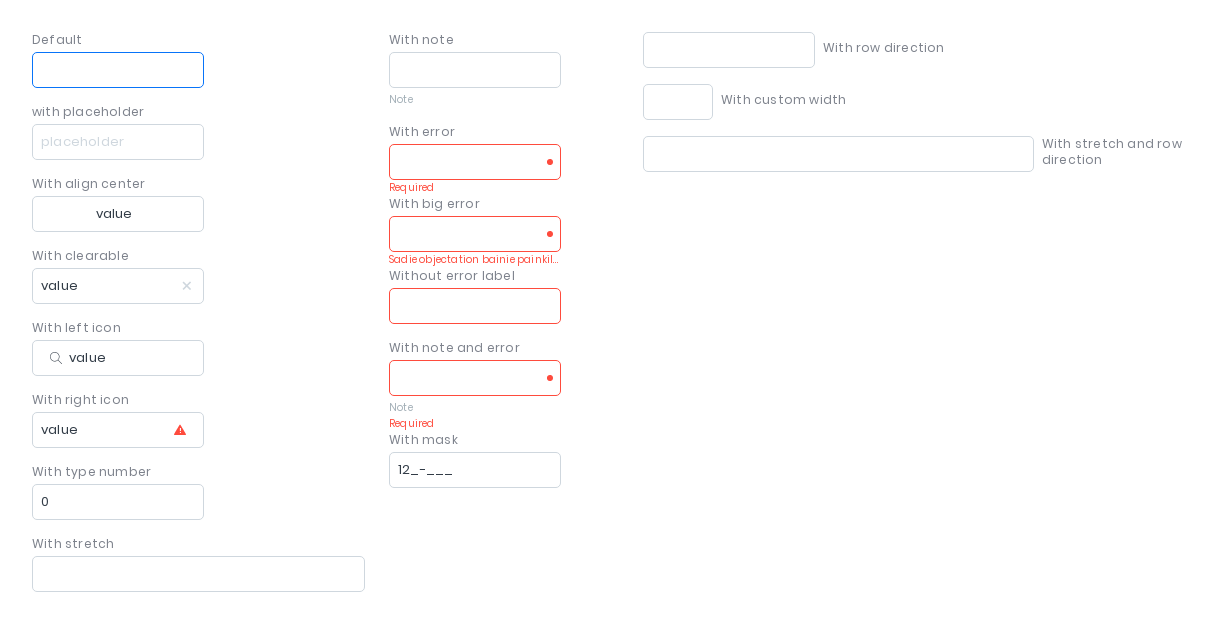 Default
with placeholder
placeholder
With align center
value
With clearable
value
With left icon
value
With right icon
value
With type number
0
With stretch
With note
Note
With error
Required
With big error
Sadie objectation bainie painkil...
Without error label
With note and error
Note
Required
With mask
12_-___
With row direction
With custom width
With stretch and row
direction